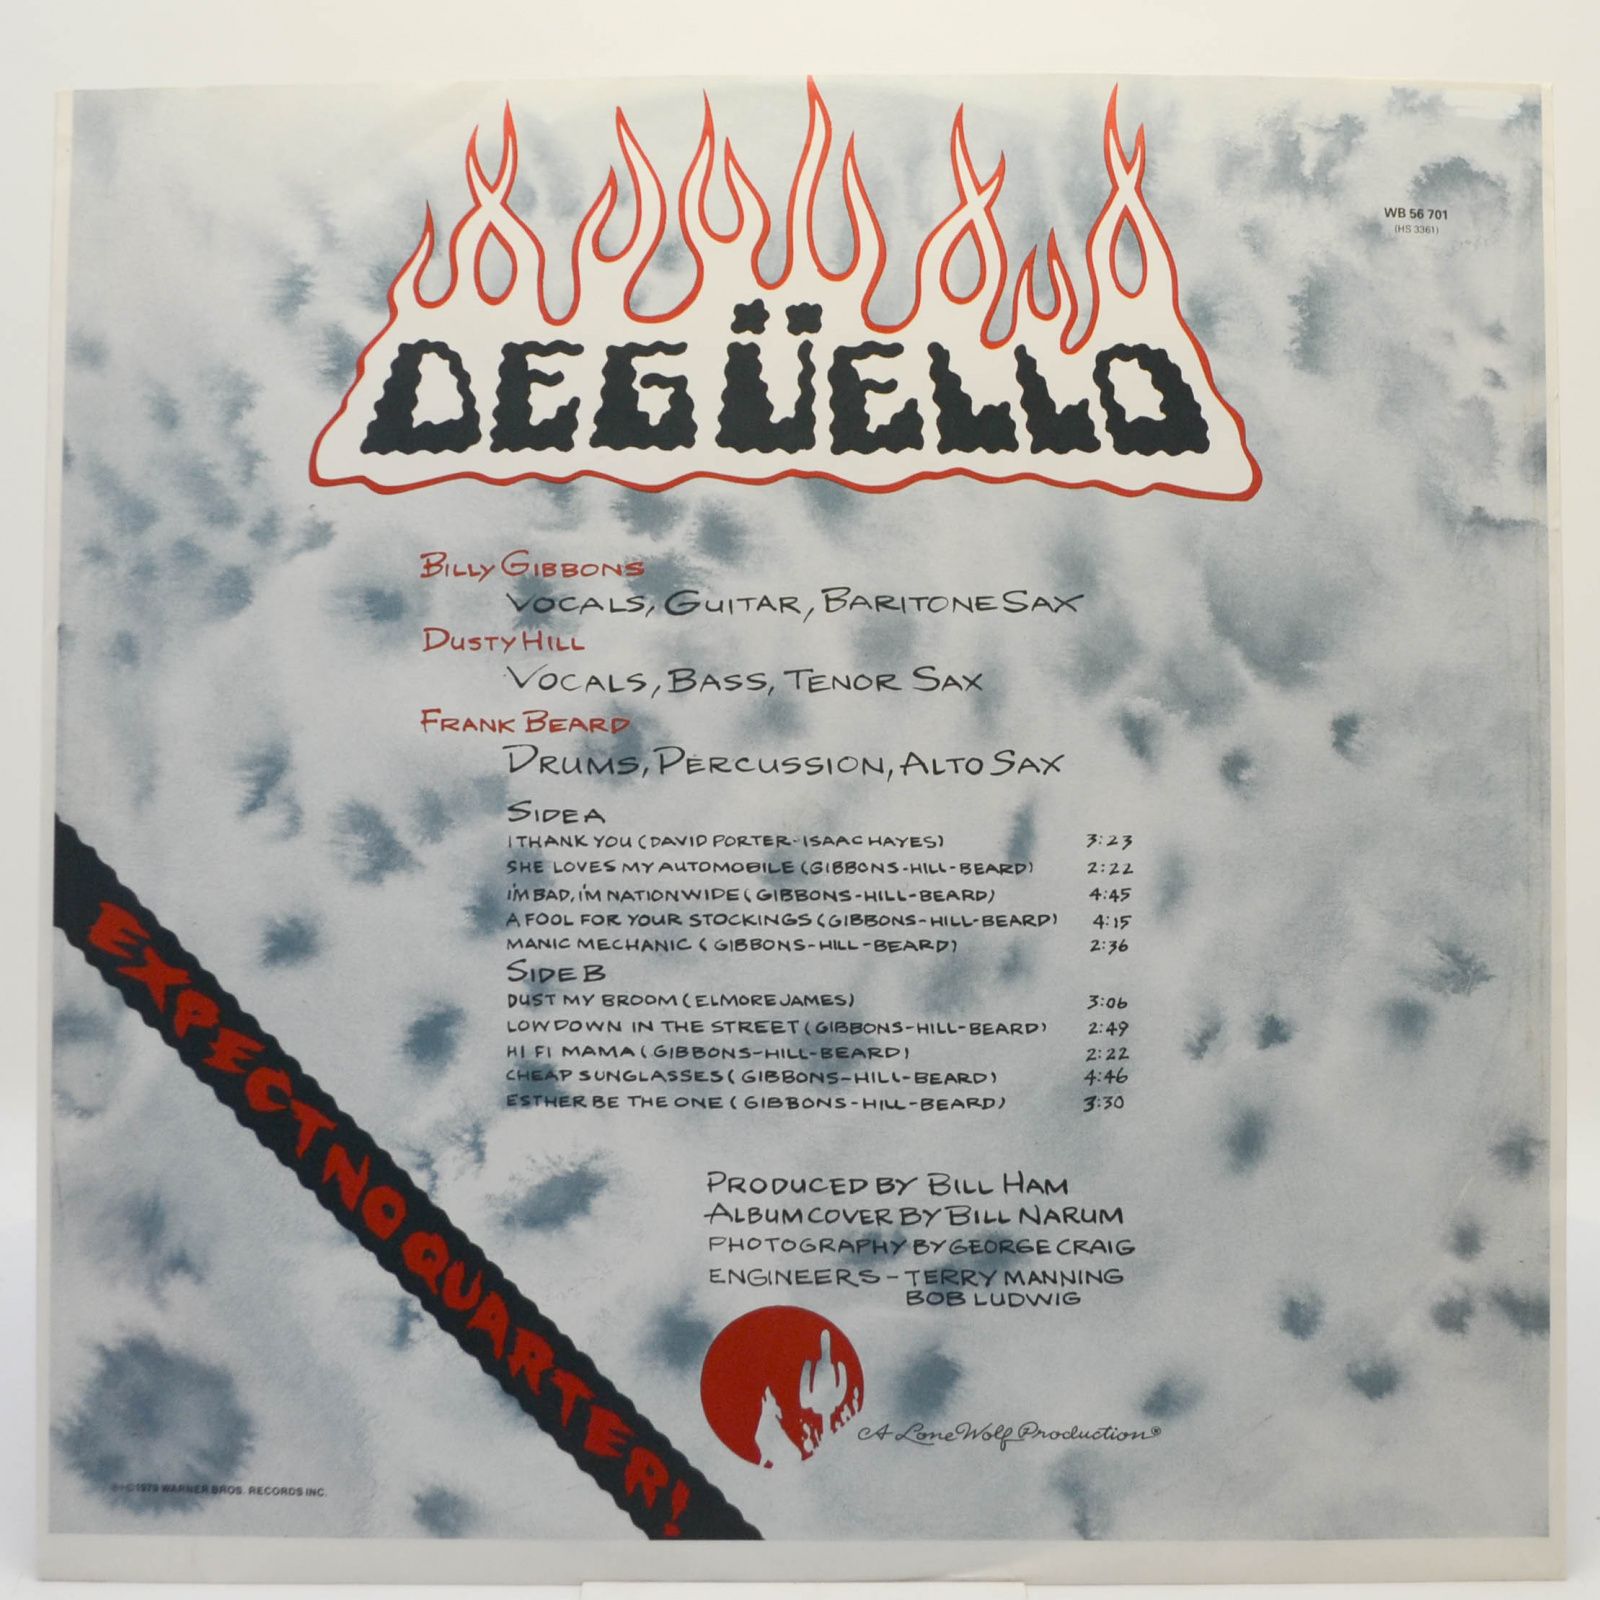 WB 56 701
(HS 3361)
DEGÜELLO
BILLY GIBBONS
VOCALS, GUITAR, BARITONE SAX
DUSTY HILL
VOCALS, BASS, TENOR SAX
FRANK BEARD
DRUMS, PERCUSSION, ALTO SAX
SIDE A
I THANK YOU (DAVID PORTER-ISAAC HAYES) 3:23
SHE LOVES MY AUTOMOBILE (GIBBONS-HILL-BEARD) 2:22
I'M BAD, I'M NATIONWIDE (GIBBONS-HILL-BEARD) 4:45
A FOOL FOR YOUR STOCKINGS (GIBBONS-HILL-BEARD) 4:15
MANIC MECHANIC (GIBBONS-HILL-BEARD) 2:36
SIDE B
DUST MY BROOM (ELMORE JAMES) 3:06
LOWDOWN IN THE STREET (GIBBONS-HILL-BEARD) 2:49
HI FI MAMA (GIBBONS-HILL-BEARD) 2:22
CHEAP SUNGLASSES (GIBBONS-HILL-BEARD) 4:46
ESTHER BE THE ONE (GIBBONS-HILL-BEARD) 3:30
EXPECT NO QUARTER!
PRODUCED BY BILL HAM
ALBUM COVER BY BILL NARUM
PHOTOGRAPHY BY GEORGE CRAIG
ENGINEERS - TERRY MANNING
BOB LUDWIG
A Lone Wolf Production®
℗+©1979 WARNER BROS. RECORDS INC.